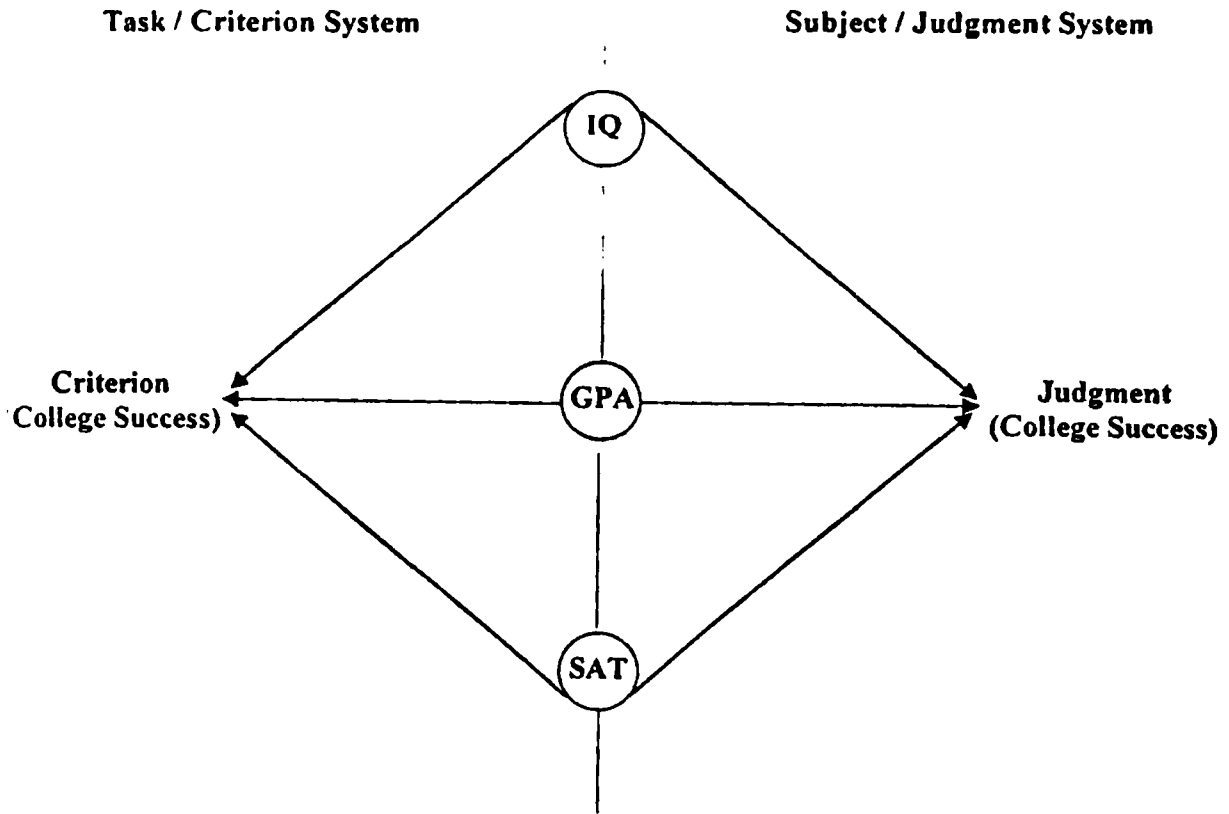 Task / Criterion System
Subject / Judgment System
IQ
Criterion
College Success)
GPA
Judgment
(College Success)
SAT